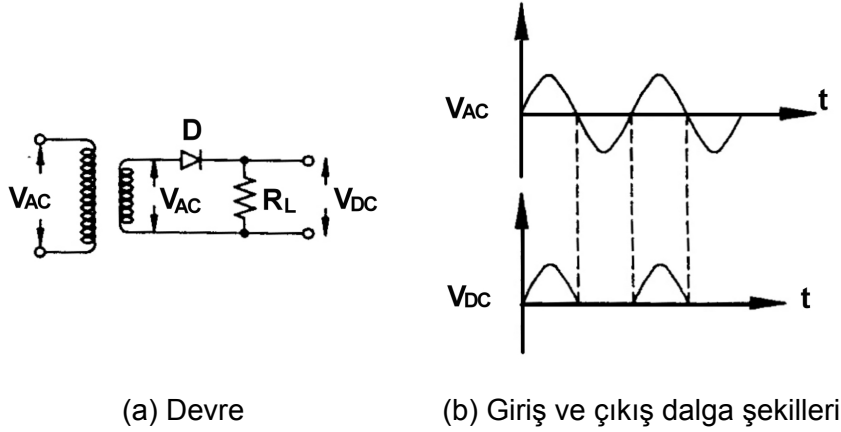 D
VAC
VAC
RL
VDC
(a) Devre
VAC
t
VDC
t
(b) Giriş ve çıkış dalga şekilleri